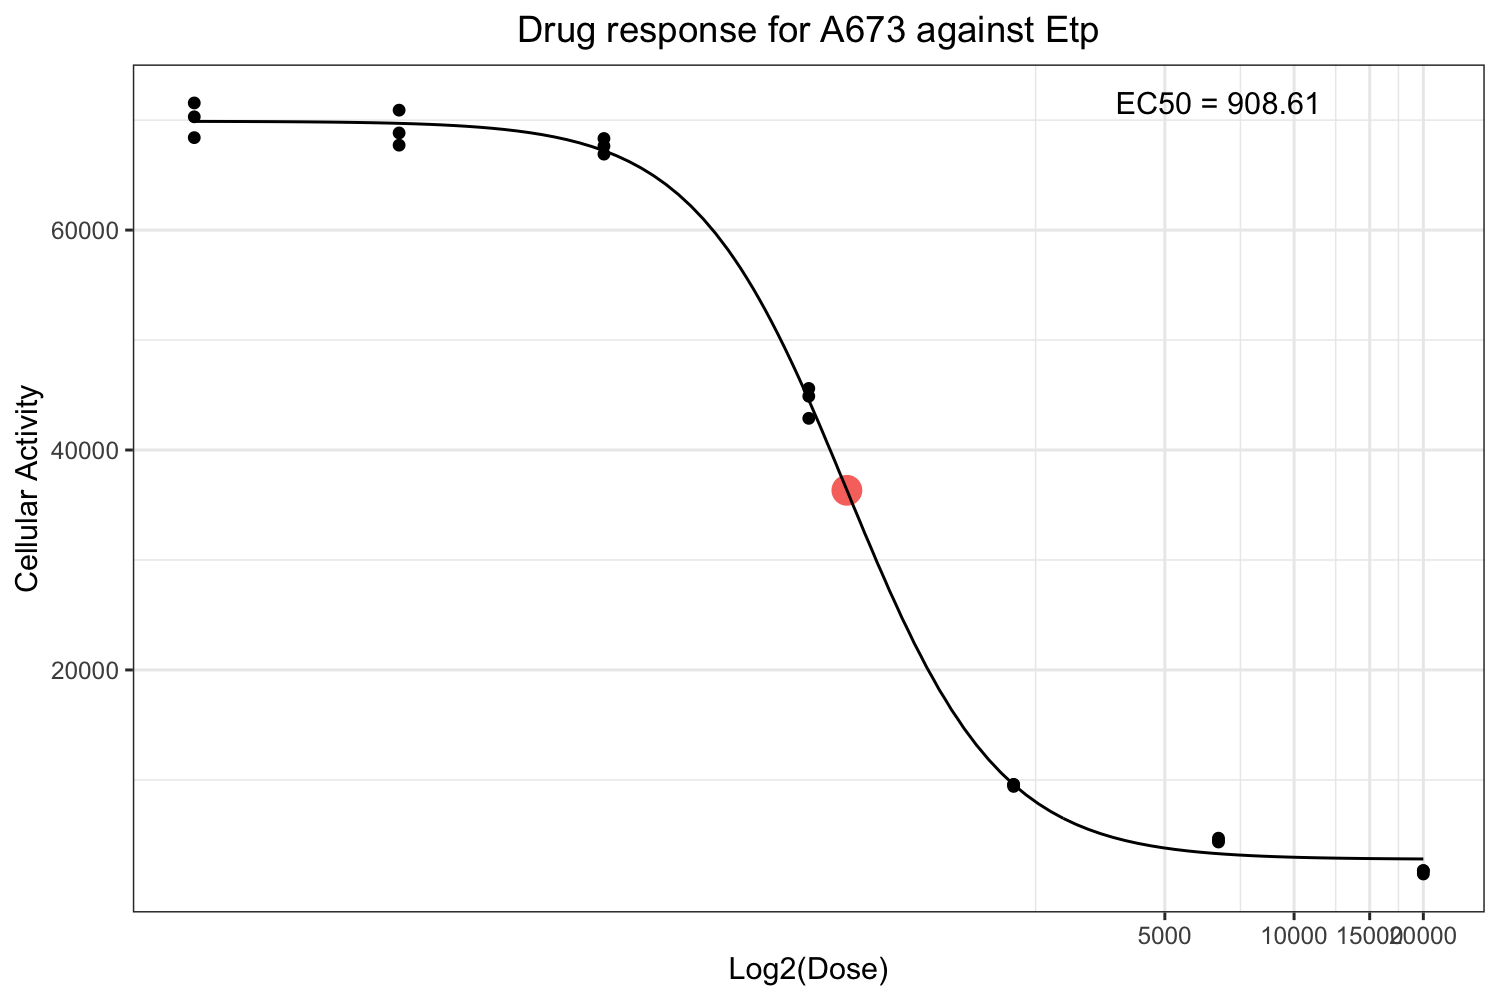 Drug response for A673 against Etp
EC50 = 908.61
60000
40000
20000
Cellular Activity
5000 10000 15000 20000
Log2(Dose)